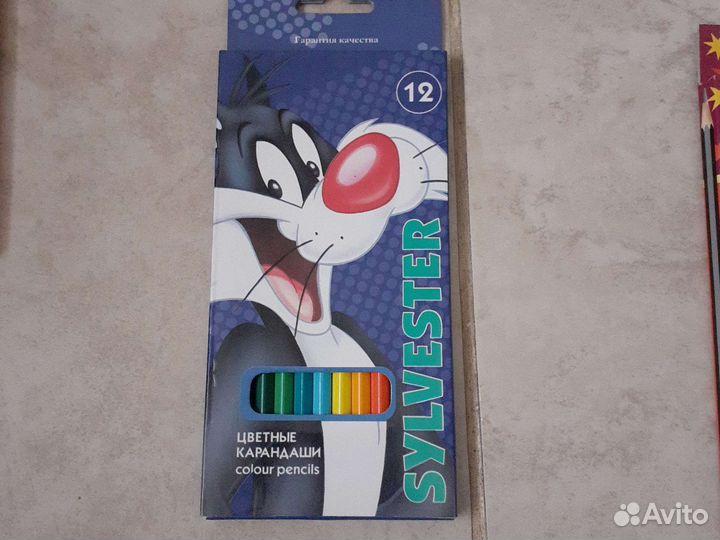 Гарантия качества
12
SYLVESTER
ЦВЕТНЫЕ
КАРАНДАШИ
colour pencils
Avito